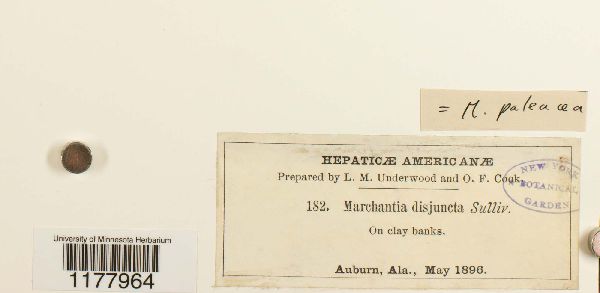 = M. paleacea
HEPATICÆ AMERICANÆ
Prepared by L. M. Underwood and O. F. Cook.
182. Marchantia disjuncta Sulliv.
On clay banks.
Auburn, Ala., May 1896.
NEW YORK
BOTANICAL
GARDEN
University of Minnesota Herbarium
1177964